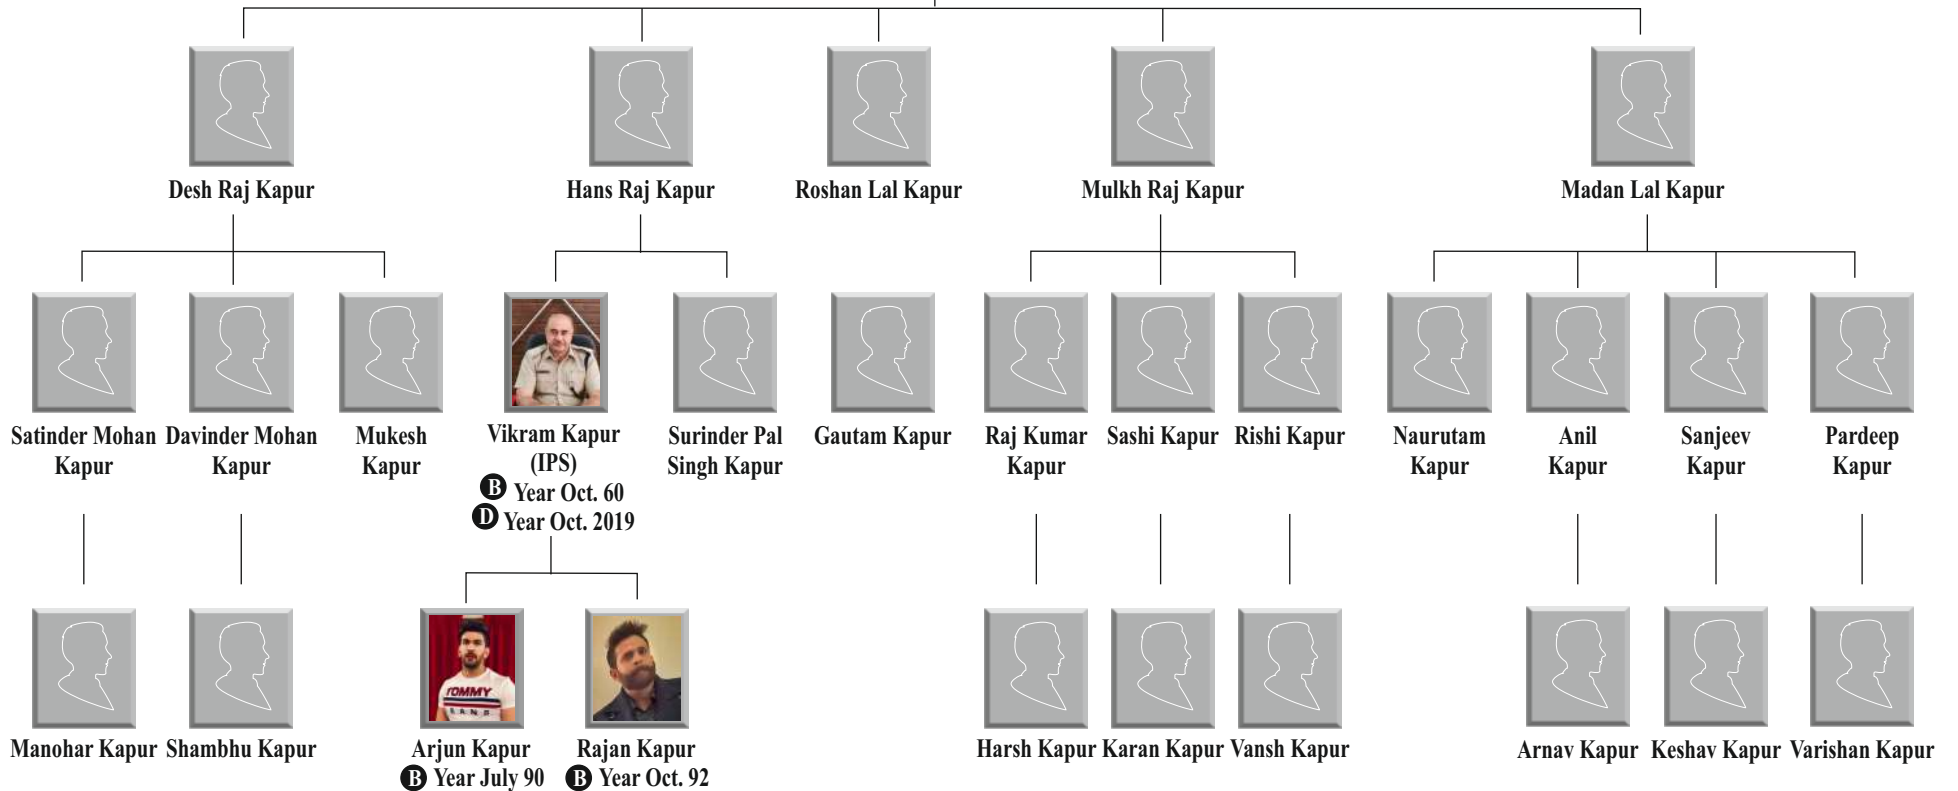 Desh Raj Kapur
Hans Raj Kapur
Roshan Lal Kapur
Mulkh Raj Kapur
Madan Lal Kapur
Satinder Mohan
Kapur
Davinder Mohan
Kapur
Mukesh
Kapur
Vikram Kapur
(IPS)
B Year Oct. 60
D Year Oct. 2019
Surinder Pal
Singh Kapur
Gautam Kapur
Raj Kumar
Kapur
Sashi Kapur
Rishi Kapur
Naurutam
Kapur
Anil
Kapur
Sanjeev
Kapur
Pardeep
Kapur
TOMMY
Manohar Kapur
Shambhu Kapur
Arjun Kapur
B Year July 90
Rajan Kapur
B Year Oct. 92
Harsh Kapur
Karan Kapur
Vansh Kapur
Arnav Kapur
Keshav Kapur
Varishan Kapur